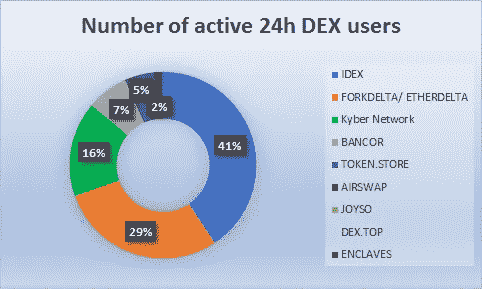 Number of active 24h DEX users
5%
2%
7%
16%
41%
29%
IDEX
FORKDELTA/ ETHERDELTA
Kyber Network
BANCOR
TOKEN.STORE
AIRSWAP
JOYSO
DEX.TOP
ENCLAVES